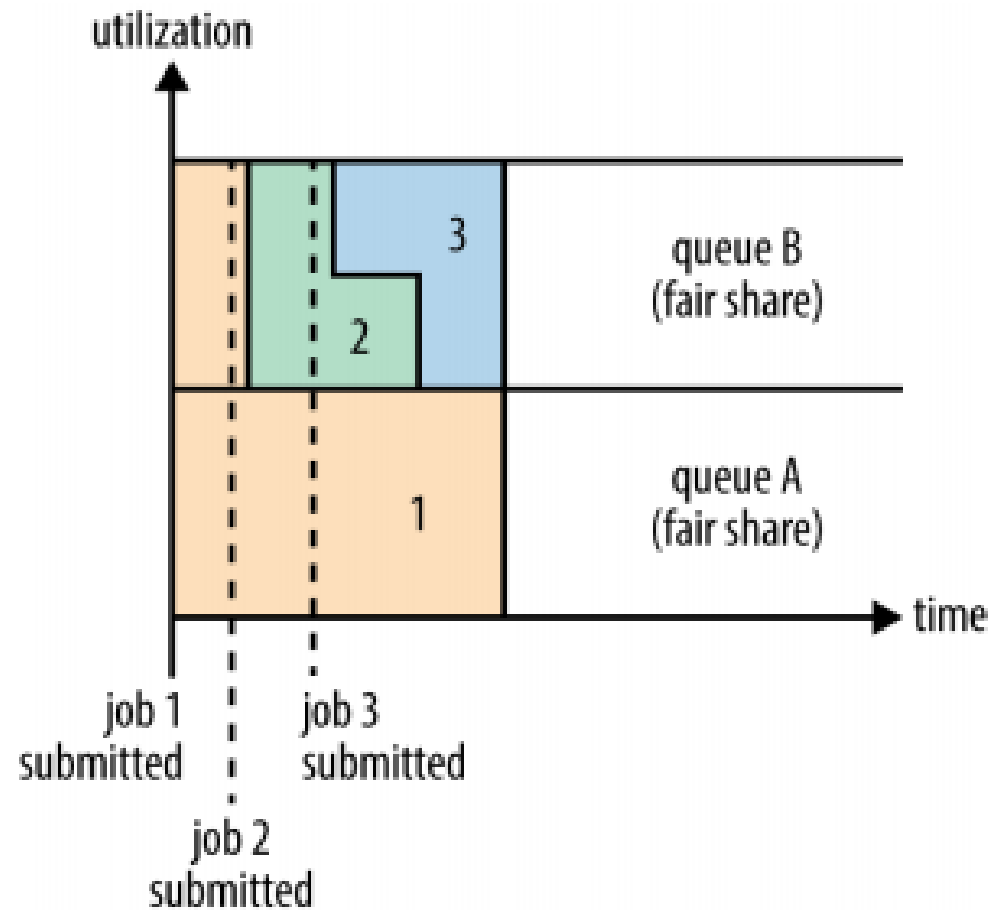 utilization
3
queue B
(fair share)
2
queue A
(fair share)
1
time
job 1
submitted
job 3
submitted
job 2
submitted